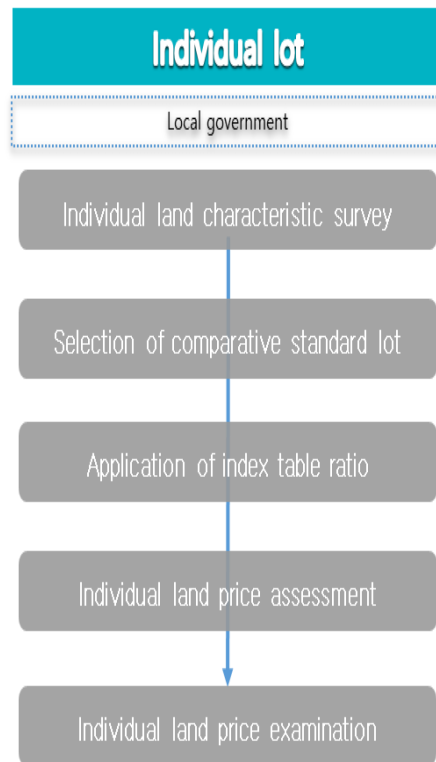 Individual lot
Local government
Individual land characteristic survey
Selection of comparative standard lot
Application of index table ratio
Individual land price assessment
Individual land price examination